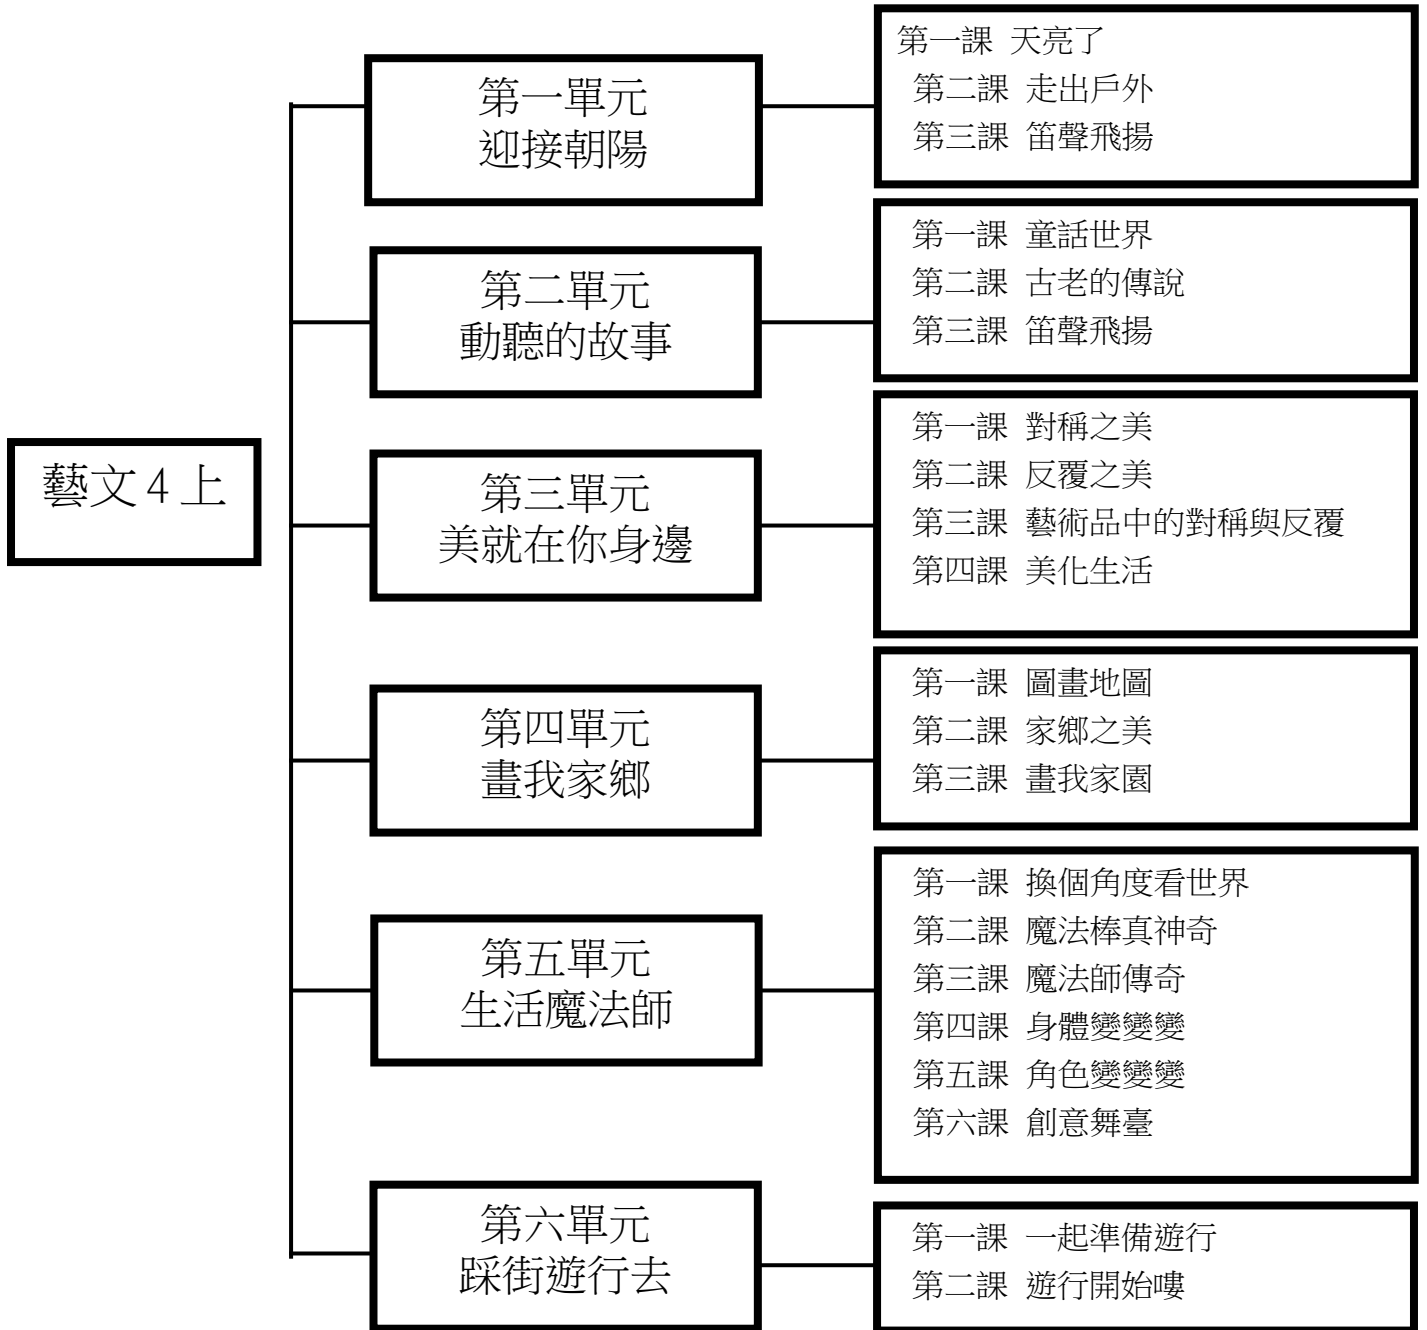 藝文4上
第一單元
迎接朝陽
第一課 天亮了
第二課 走出戶外
第三課 笛聲飛揚
第二單元
動聽的故事
第一課 童話世界
第二課 古老的傳說
第三課 笛聲飛揚
第三單元
美就在你身邊
第一課 對稱之美
第二課 反覆之美
第三課 藝術品中的對稱與反覆
第四課 美化生活
第四單元
畫我家鄉
第一課 圖畫地圖
第二課 家鄉之美
第三課 畫我家園
第五單元
生活魔法師
第一課 換個角度看世界
第二課 魔法棒真神奇
第三課 魔法師傳奇
第四課 身體變變變
第五課 角色變變變
第六課 創意舞臺
第六單元
踩街遊行去
第一課 一起準備遊行
第二課 遊行開始嘍